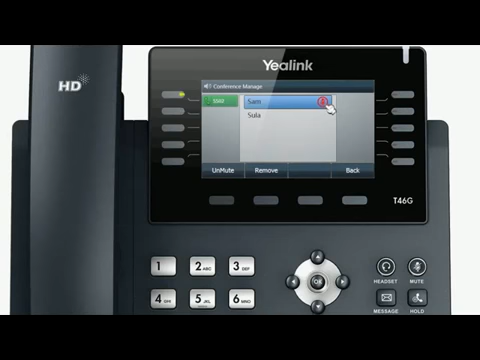 Yealink
HD
Conference Manage
Sam
Sula
UnMute Remove Back
T46G
1 2 ABC 3 DEF
4 GHI 5 JKL 6 MNO
OK
HEADSET MUTE
MESSAGE HOLD